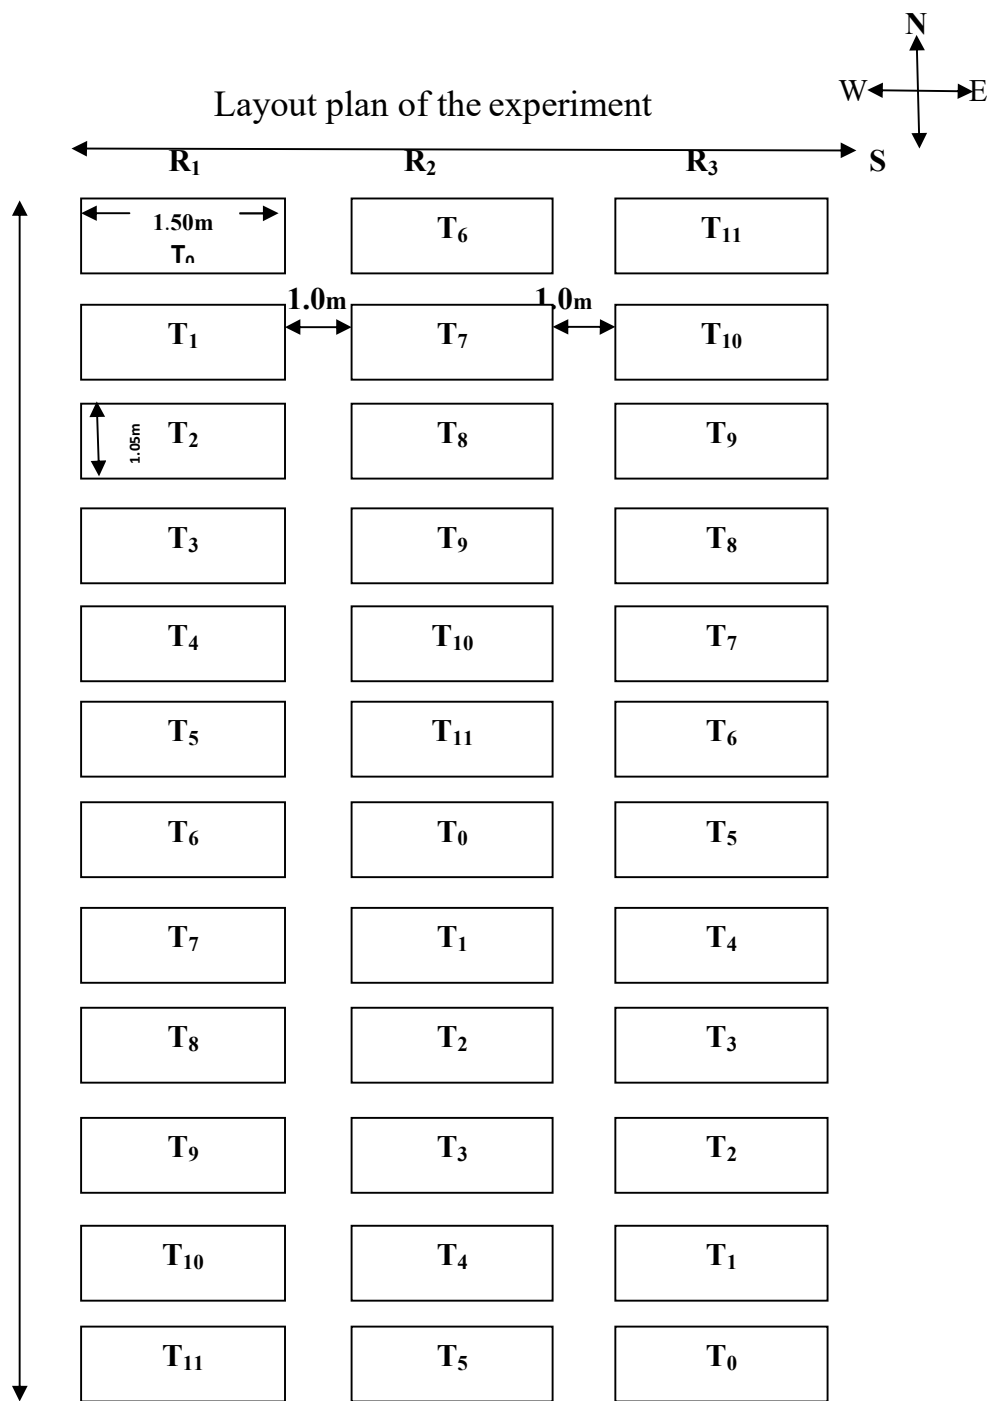 N
W E
Layout plan of the experiment
R₁ R₂ R₃ S
1.50m T₆ T₁₁
T₀
1.0m 1.0m
T₁ T₇ T₁₀
T₂ T₈ T₉
1.05m
T₃ T₉ T₈
T₄ T₁₀ T₇
T₅ T₁₁ T₆
T₆ T₀ T₅
T₇ T₁ T₄
T₈ T₂ T₃
T₉ T₃ T₂
T₁₀ T₄ T₁
T₁₁ T₅ T₀